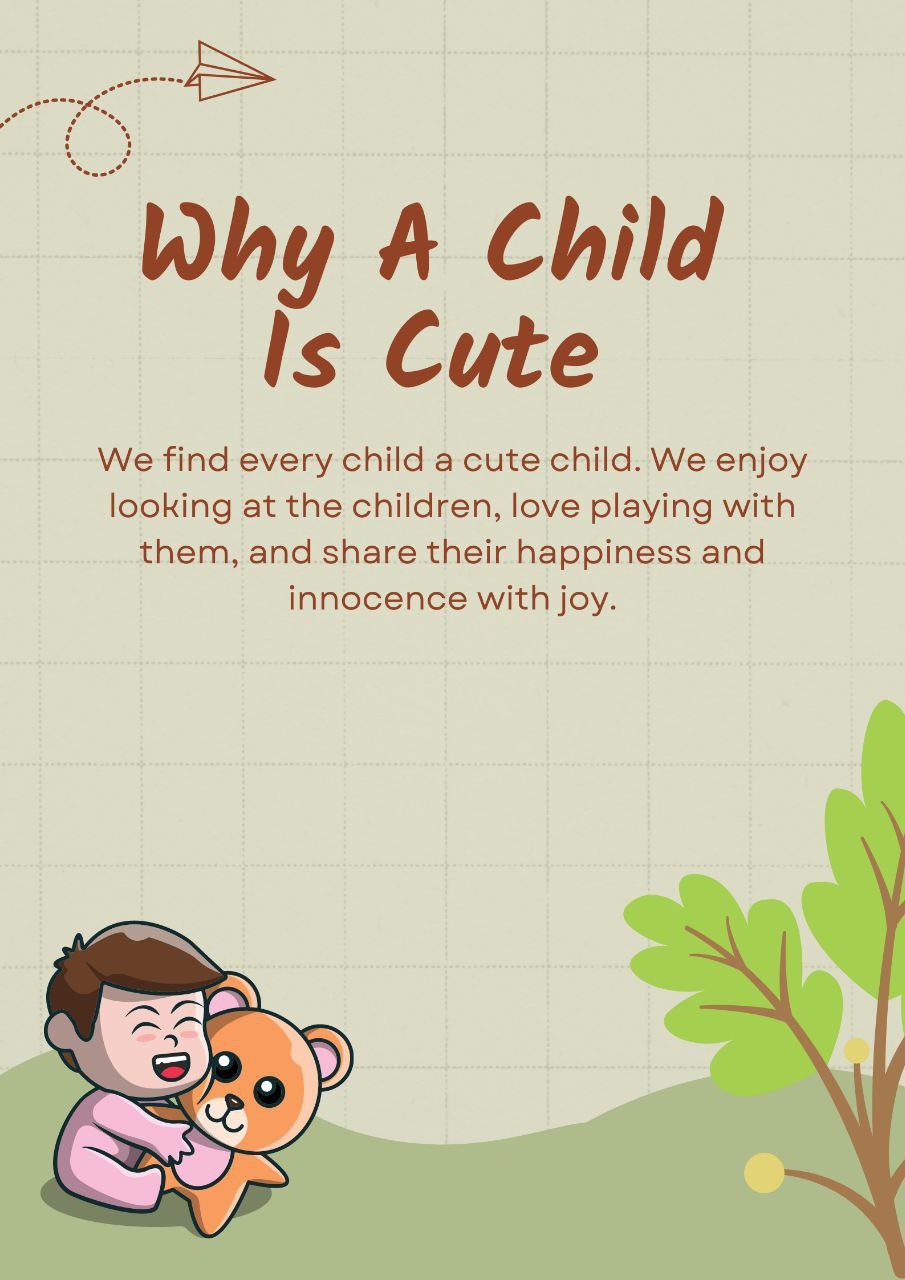 Why A Child
Is Cute
We find every child a cute child. We enjoy
looking at the children, love playing with
them, and share their happiness and
innocence with joy.